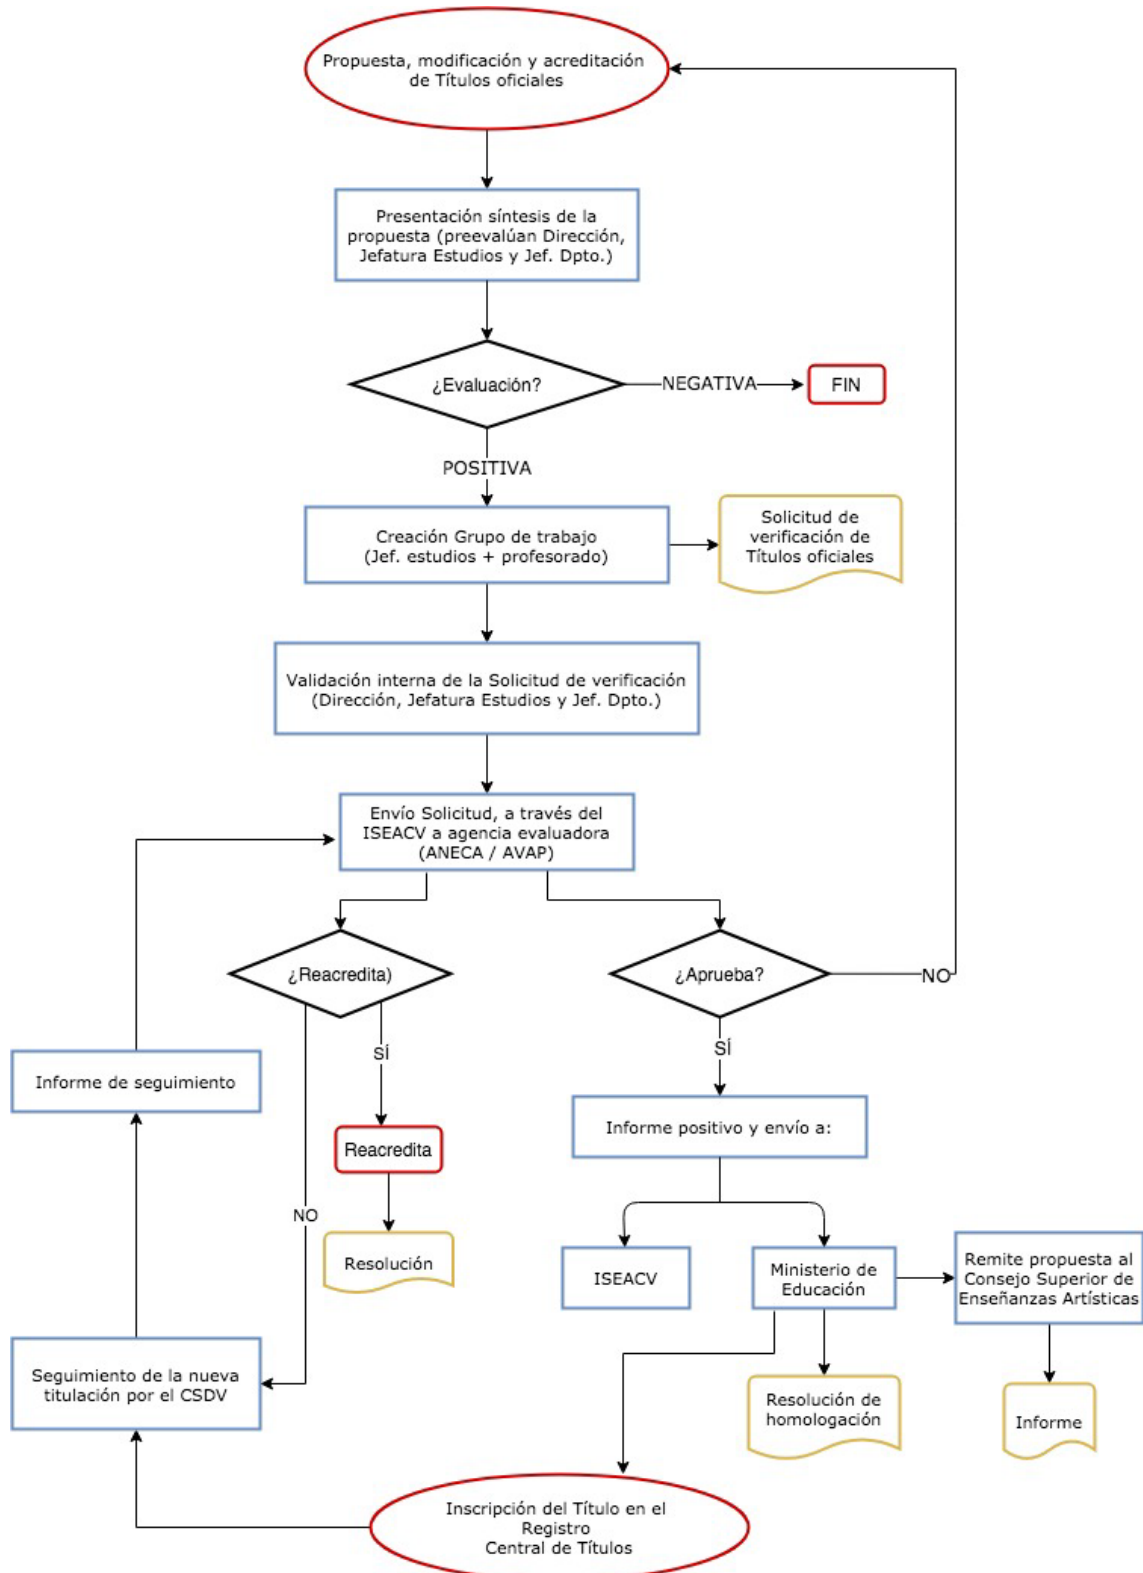 Propuesta, modificación y acreditación
de Títulos oficiales
Presentación síntesis de la
propuesta (preevalúan Dirección,
Jefatura Estudios y Jef. Dpto.)
¿Evaluación?
NEGATIVA
FIN
POSITIVA
Creación Grupo de trabajo
(Jef. estudios + profesorado)
Solicitud de
verificación de
Títulos oficiales
Validación interna de la Solicitud de verificación
(Dirección, Jefatura Estudios y Jef. Dpto.)
Envío Solicitud, a través del
ISEACV a agencia evaluadora
(ANECA / AVAP)
¿Reacredita)
¿Aprueba?
NO
SÍ
SÍ
Informe de seguimiento
Reacredita
Informe positivo y envío a:
NO
Resolución
ISEACV
Ministerio de
Educación
Remite propuesta al
Consejo Superior de
Enseñanzas Artísticas
Seguimiento de la nueva
titulación por el CSDV
Resolución de
homologación
Informe
Inscripción del Título en el
Registro
Central de Títulos